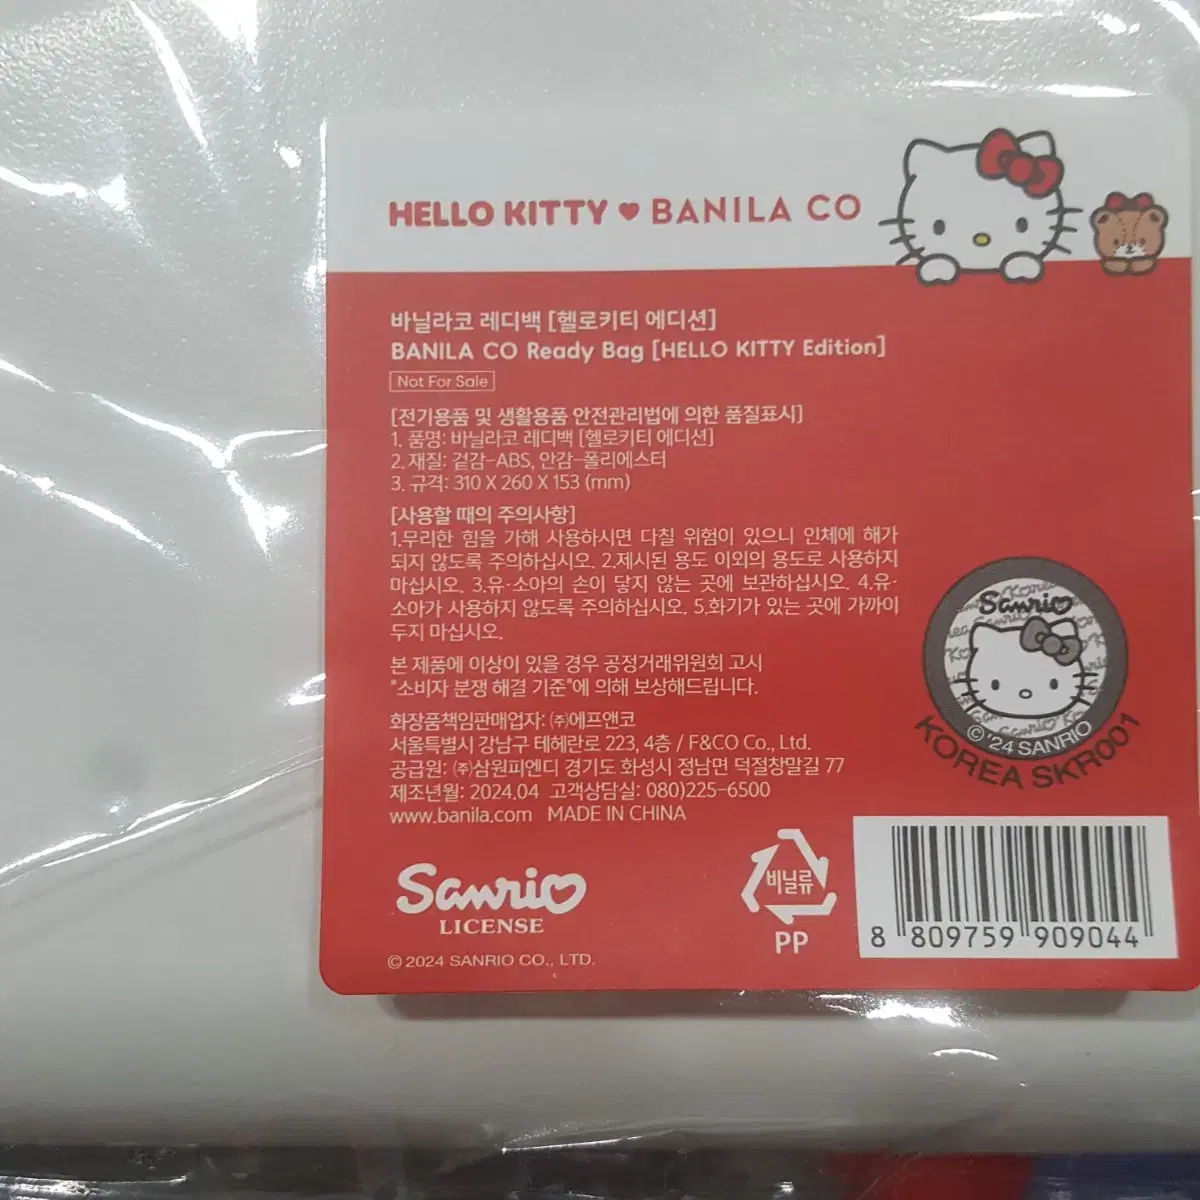 HELLO KITTY ♥ BANILA CO
바닐라코 레디백 [헬로키티 에디션]
BANILA CO Ready Bag [HELLO KITTY Edition]
Not For Sale
[전기용품 및 생활용품 안전관리법에 의한 품질표시]
1. 품명: 바닐라코 레디백 [헬로키티 에디션]
2. 재질: 겉감-ABS, 안감-폴리에스터
3. 규격: 310 X 260 X 153 (mm)
[사용할 때의 주의사항]
1.무리한 힘을 가해 사용하시면 다칠 위험이 있으니 인체에 해가
되지 않도록 주의하십시오. 2.제시된 용도 이외의 용도로 사용하지
마십시오. 3.유·소아의 손이 닿지 않는 곳에 보관하십시오. 4.유·
소아가 사용하지 않도록 주의하십시오. 5.화기가 있는 곳에 가까이
두지 마십시오.
본 제품에 이상이 있을 경우 공정거래위원회 고시
"소비자 분쟁 해결 기준"에 의해 보상해드립니다.
화장품책임판매업자: ㈜에프앤코
서울특별시 강남구 테헤란로 223, 4층 / F&CO Co., Ltd.
공급원: ㈜삼원피엔디 경기도 화성시 정남면 덕절창말길 77
제조년월: 2024.04 고객상담실: 080)225-6500
www.banila.com MADE IN CHINA
Sanrio
©'24 SANRIO
KOREA SKR001
Sanrio
LICENSE
© 2024 SANRIO CO., LTD.
비닐류
PP
8 809759 909044